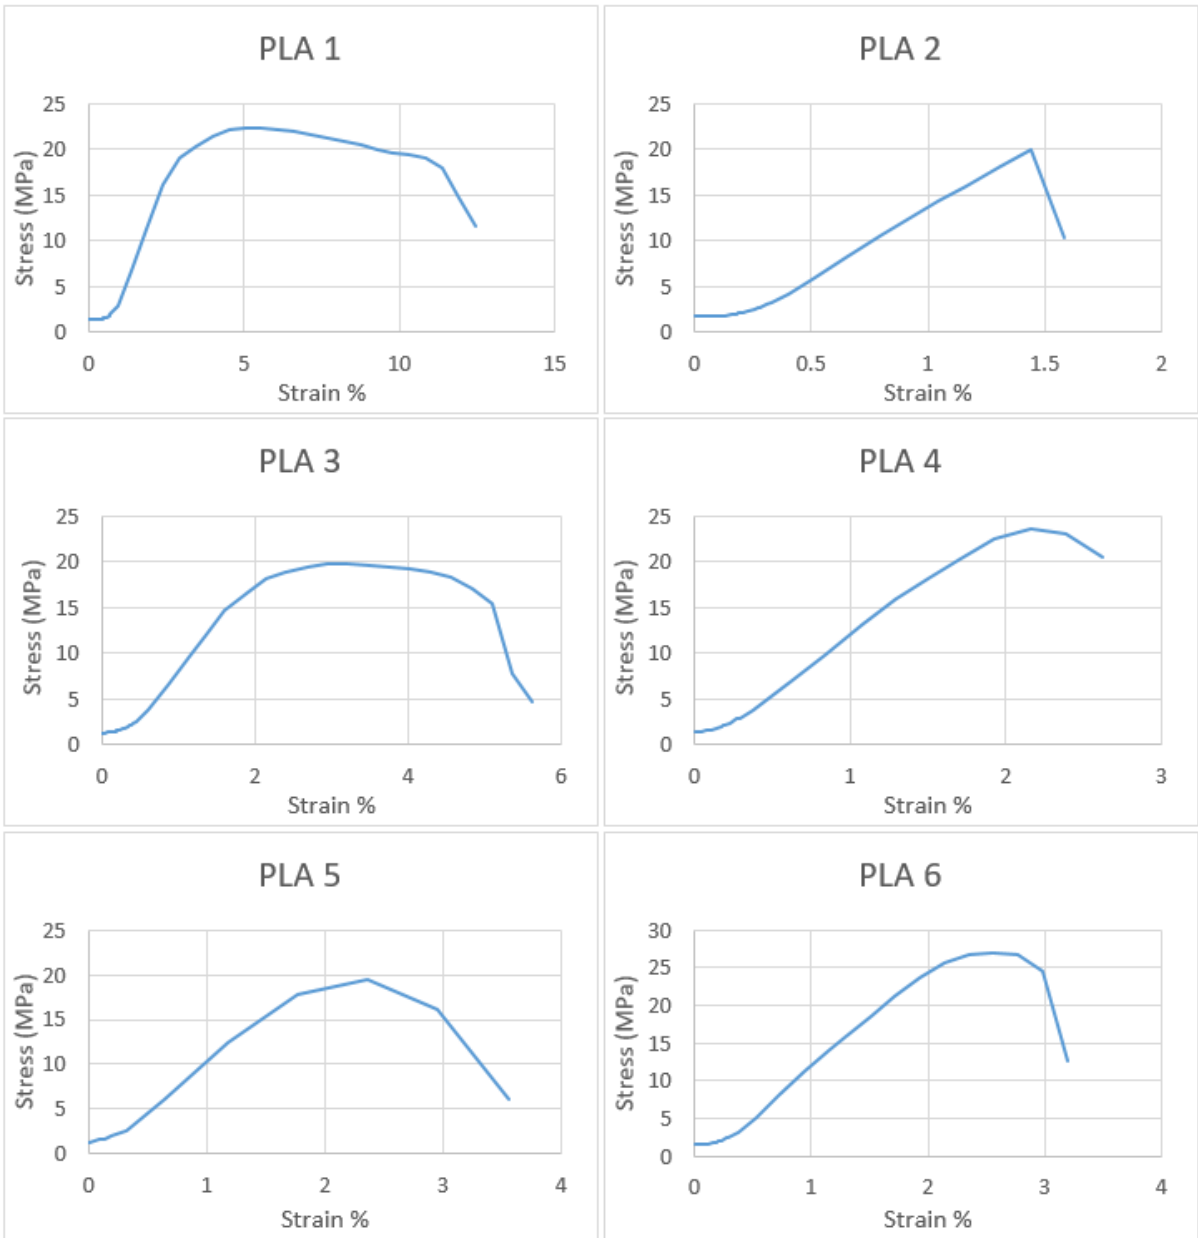 PLA 1
25
20
15
10
5
0
Stress (MPa)
0 5 10 15
Strain %
PLA 2
25
20
15
10
5
0
Stress (MPa)
0 0.5 1 1.5 2
Strain %
PLA 3
25
20
15
10
5
0
Stress (MPa)
0 2 4 6
Strain %
PLA 4
25
20
15
10
5
0
Stress (MPa)
0 1 2 3
Strain %
PLA 5
25
20
15
10
5
0
Stress (MPa)
0 1 2 3 4
Strain %
PLA 6
30
25
20
15
10
5
0
Stress (MPa)
0 1 2 3 4
Strain %